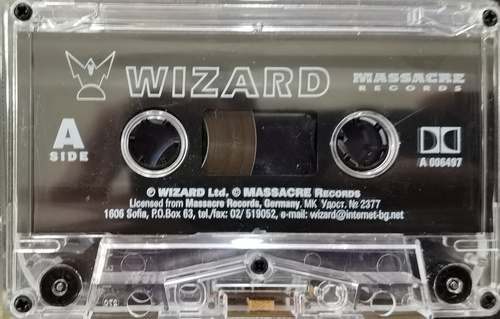 WIZARD
MASSACRE
RECORDS
A
SIDE
A 006497
℗ WIZARD Ltd. © MASSACRE RECORDS
Licensed from Massacre Records, Germany. МК Удост. № 2377
1606 Sofia, P.O.Box 63, tel./fax: 02/ 519052, e-mail: wizard@internet-bg.net